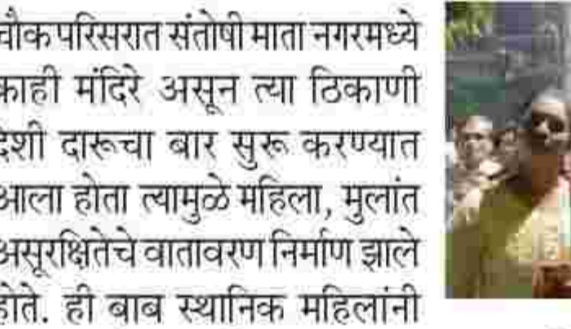 चौक परिसरात संतोषी माता नगरमध्ये
काही मंदिरे असून त्या ठिकाणी
देशी दारूचा बार सुरू करण्यात
आला होता त्यामुळे महिला, मुलांत
असूरक्षितेचे वातावरण निर्माण झाले
होते. ही बाब स्थानिक महिलांनी